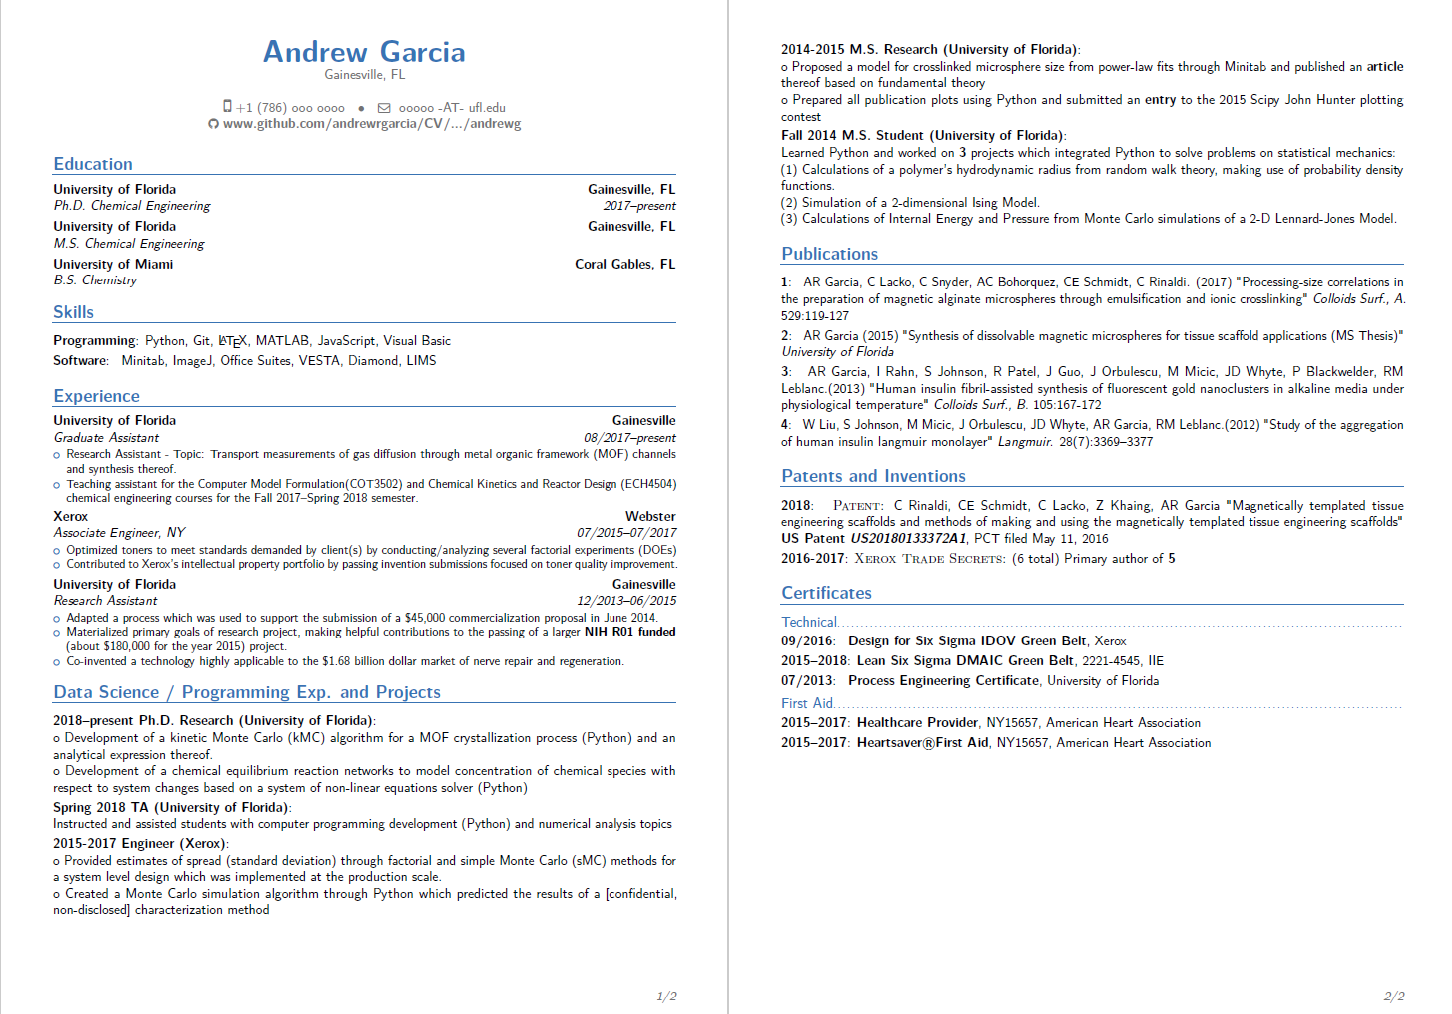 Andrew Garcia
Gainesville, FL
+1 (786) ooo oooo • ooooo -AT- ufl.edu
www.github.com/andrewrgarcia/CV/.../andrewg
Education
University of Florida Gainesville, FL
Ph.D. Chemical Engineering 2017–present
University of Florida Gainesville, FL
M.S. Chemical Engineering
University of Miami Coral Gables, FL
B.S. Chemistry
Skills
Programming: Python, Git, LATEX, MATLAB, JavaScript, Visual Basic
Software: Minitab, ImageJ, Office Suites, VESTA, Diamond, LIMS
Experience
University of Florida Gainesville
Graduate Assistant 08/2017–present
o Research Assistant - Topic: Transport measurements of gas diffusion through metal organic framework (MOF) channels
and synthesis thereof.
o Teaching assistant for the Computer Model Formulation(COT3502) and Chemical Kinetics and Reactor Design (ECH4504)
chemical engineering courses for the Fall 2017–Spring 2018 semester.
Xerox Webster
Associate Engineer, NY 07/2015–07/2017
o Optimized toners to meet standards demanded by client(s) by conducting/analyzing several factorial experiments (DOEs)
o Contributed to Xerox's intellectual property portfolio by passing invention submissions focused on toner quality improvement.
University of Florida Gainesville
Research Assistant 12/2013–06/2015
o Adapted a process which was used to support the submission of a $45,000 commercialization proposal in June 2014.
o Materialized primary goals of research project, making helpful contributions to the passing of a larger NIH R01 funded
(about $180,000 for the year 2015) project.
o Co-invented a technology highly applicable to the $1.68 billion dollar market of nerve repair and regeneration.
Data Science / Programming Exp. and Projects
2018–present Ph.D. Research (University of Florida):
o Development of a kinetic Monte Carlo (kMC) algorithm for a MOF crystallization process (Python) and an
analytical expression thereof.
o Development of a chemical equilibrium reaction networks to model concentration of chemical species with
respect to system changes based on a system of non-linear equations solver (Python)
Spring 2018 TA (University of Florida):
Instructed and assisted students with computer programming development (Python) and numerical analysis topics
2015-2017 Engineer (Xerox):
o Provided estimates of spread (standard deviation) through factorial and simple Monte Carlo (sMC) methods for
a system level design which was implemented at the production scale.
o Created a Monte Carlo simulation algorithm through Python which predicted the results of a [confidential,
non-disclosed] characterization method
1/2
2014-2015 M.S. Research (University of Florida):
o Proposed a model for crosslinked microsphere size from power-law fits through Minitab and published an article
thereof based on fundamental theory
o Prepared all publication plots using Python and submitted an entry to the 2015 Scipy John Hunter plotting
contest
Fall 2014 M.S. Student (University of Florida):
Learned Python and worked on 3 projects which integrated Python to solve problems on statistical mechanics:
(1) Calculations of a polymer's hydrodynamic radius from random walk theory, making use of probability density
functions.
(2) Simulation of a 2-dimensional Ising Model.
(3) Calculations of Internal Energy and Pressure from Monte Carlo simulations of a 2-D Lennard-Jones Model.
Publications
1: AR Garcia, C Lacko, C Snyder, AC Bohorquez, CE Schmidt, C Rinaldi. (2017) "Processing-size correlations in
the preparation of magnetic alginate microspheres through emulsification and ionic crosslinking" Colloids Surf., A.
529:119-127
2: AR Garcia (2015) "Synthesis of dissolvable magnetic microspheres for tissue scaffold applications (MS Thesis)"
University of Florida
3: AR Garcia, I Rahn, S Johnson, R Patel, J Guo, J Orbulescu, M Micic, JD Whyte, P Blackwelder, RM
Leblanc.(2013) "Human insulin fibril-assisted synthesis of fluorescent gold nanoclusters in alkaline media under
physiological temperature" Colloids Surf., B. 105:167-172
4: W Liu, S Johnson, M Micic, J Orbulescu, JD Whyte, AR Garcia, RM Leblanc.(2012) "Study of the aggregation
of human insulin langmuir monolayer" Langmuir. 28(7):3369–3377
Patents and Inventions
2018: PATENT: C Rinaldi, CE Schmidt, C Lacko, Z Khaing, AR Garcia "Magnetically templated tissue
engineering scaffolds and methods of making and using the magnetically templated tissue engineering scaffolds"
US Patent US20180133372A1, PCT filed May 11, 2016
2016-2017: XEROX TRADE SECRETS: (6 total) Primary author of 5
Certificates
Technical
09/2016: Design for Six Sigma IDOV Green Belt, Xerox
2015–2018: Lean Six Sigma DMAIC Green Belt, 2221-4545, IIE
07/2013: Process Engineering Certificate, University of Florida
First Aid
2015–2017: Healthcare Provider, NY15657, American Heart Association
2015–2017: Heartsaver®First Aid, NY15657, American Heart Association
2/2